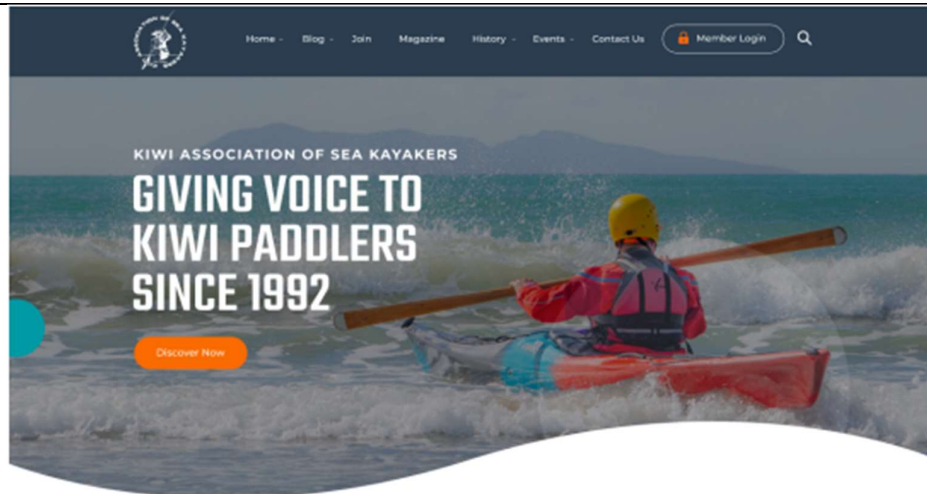 Home
Blog
Join
Magazine
History
Events
Contact Us
Member Login
KIWI ASSOCIATION OF SEA KAYAKERS
GIVING VOICE TO
KIWI PADDLERS
SINCE 1992
Discover Now